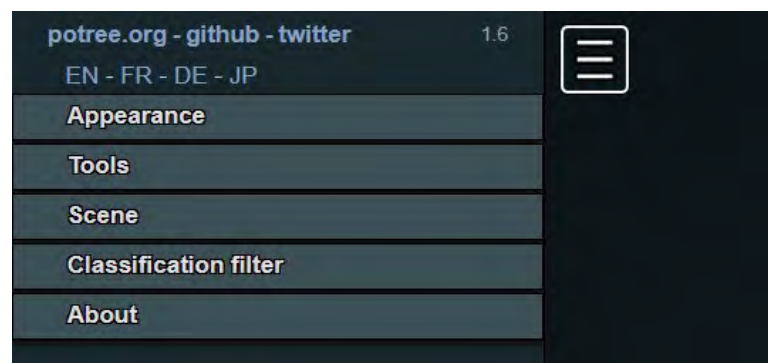 potree.org - github - twitter 1.6
EN - FR - DE - JP
Appearance
Tools
Scene
Classification filter
About